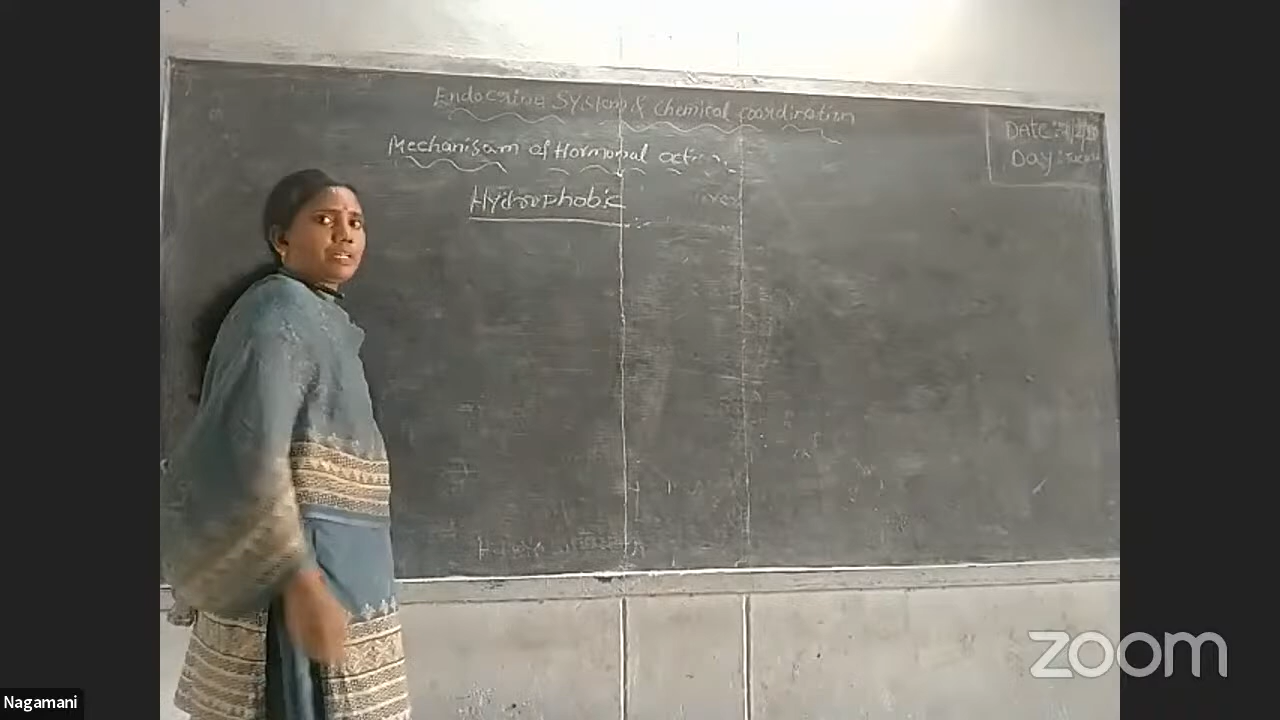 Endocrine System & Chemical coordination
Mechanisam of Hormonal action
Hydrophobic
Date:
Day:
zoom
Nagamani